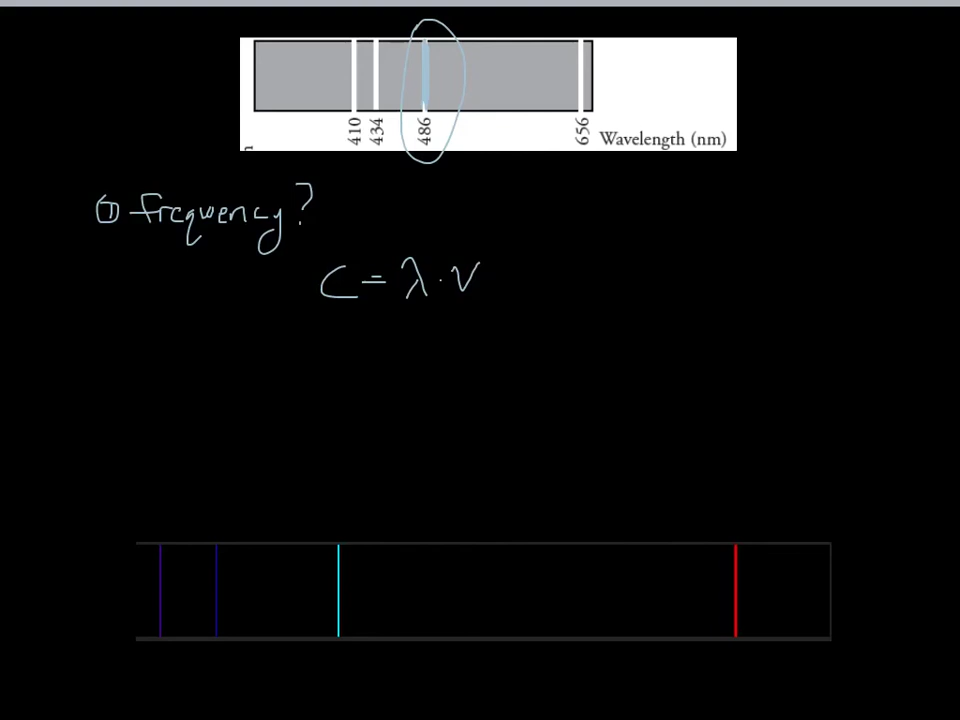 410 434 486 656 Wavelength (nm)
① frequency?
C = λ · ν